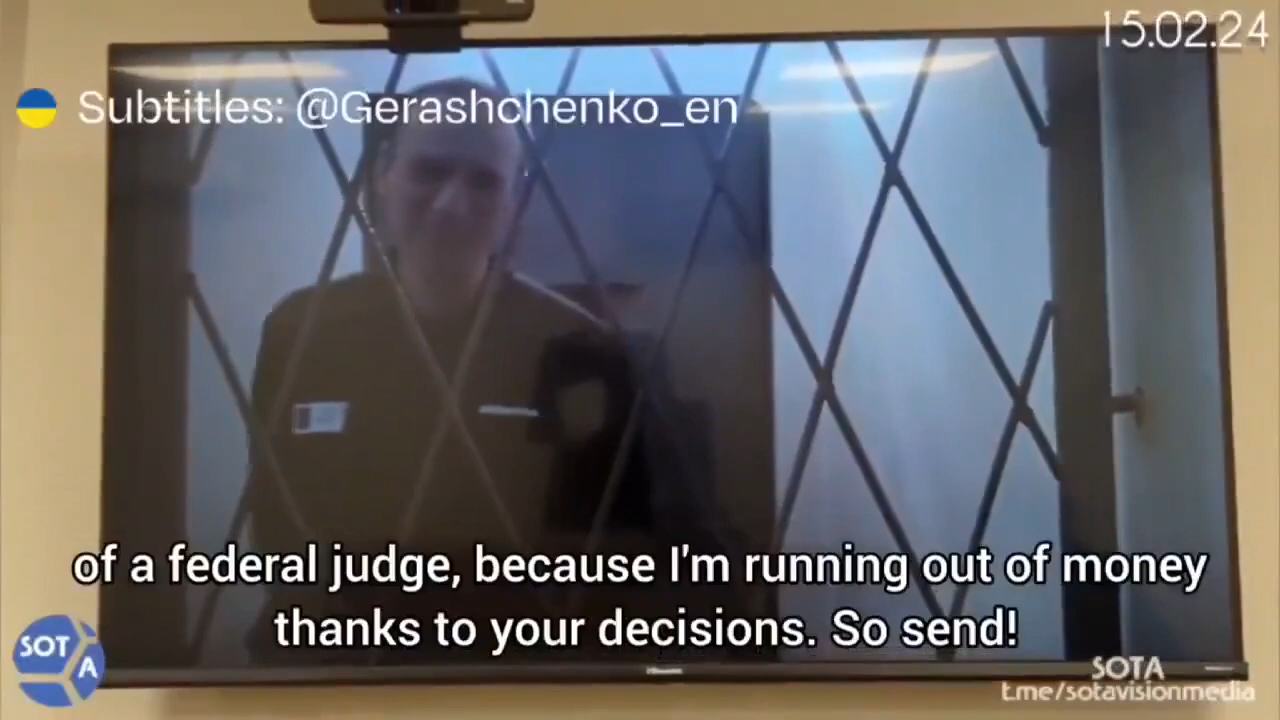 15.02.24
Subtitles: @Gerashchenko_en
of a federal judge, because I'm running out of money
thanks to your decisions. So send!
SOTA
SOTA
t.me/sotavisionmedia